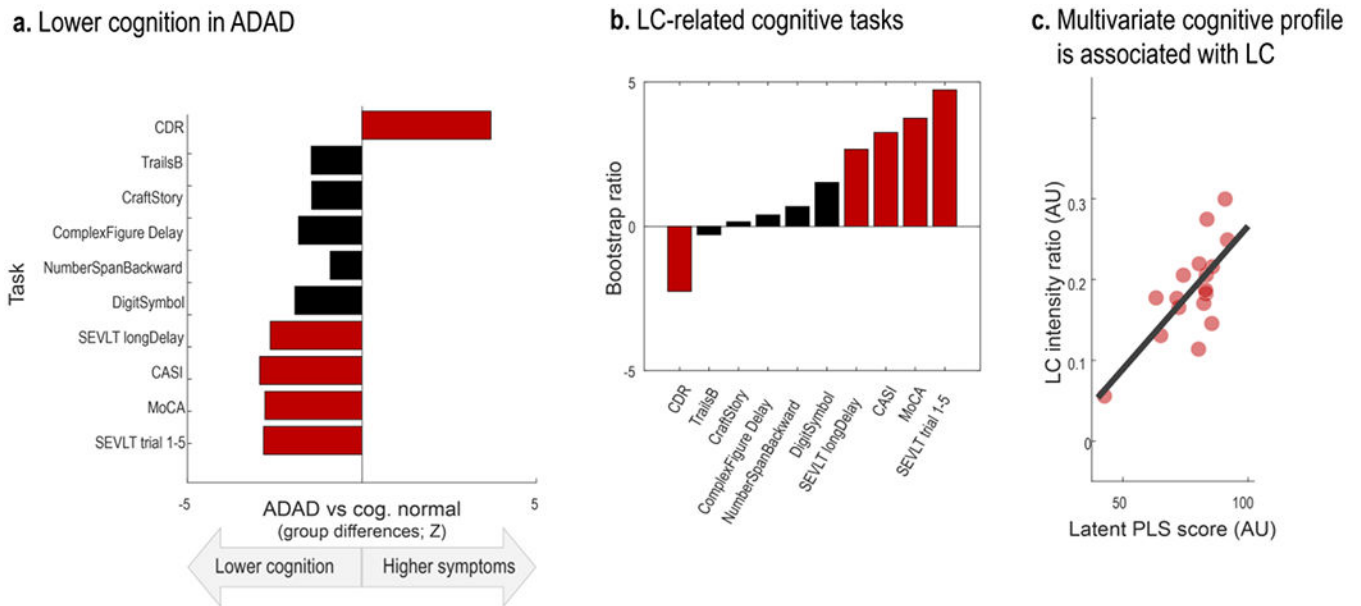 a. Lower cognition in ADAD
Task
CDR
TrailsB
CraftStory
ComplexFigure Delay
NumberSpanBackward
DigitSymbol
SEVLT longDelay
CASI
MoCA
SEVLT trial 1-5
-5
5
ADAD vs cog. normal
(group differences; Z)
Lower cognition
Higher symptoms
b. LC-related cognitive tasks
Bootstrap ratio
5
0
-5
CDR
TrailsB
CraftStory
ComplexFigure Delay
NumberSpanBackward
DigitSymbol
SEVLT longDelay
CASI
MoCA
SEVLT trial 1-5
c. Multivariate cognitive profile
is associated with LC
LC intensity ratio (AU)
0.3
0.2
0.1
0
50
100
Latent PLS score (AU)